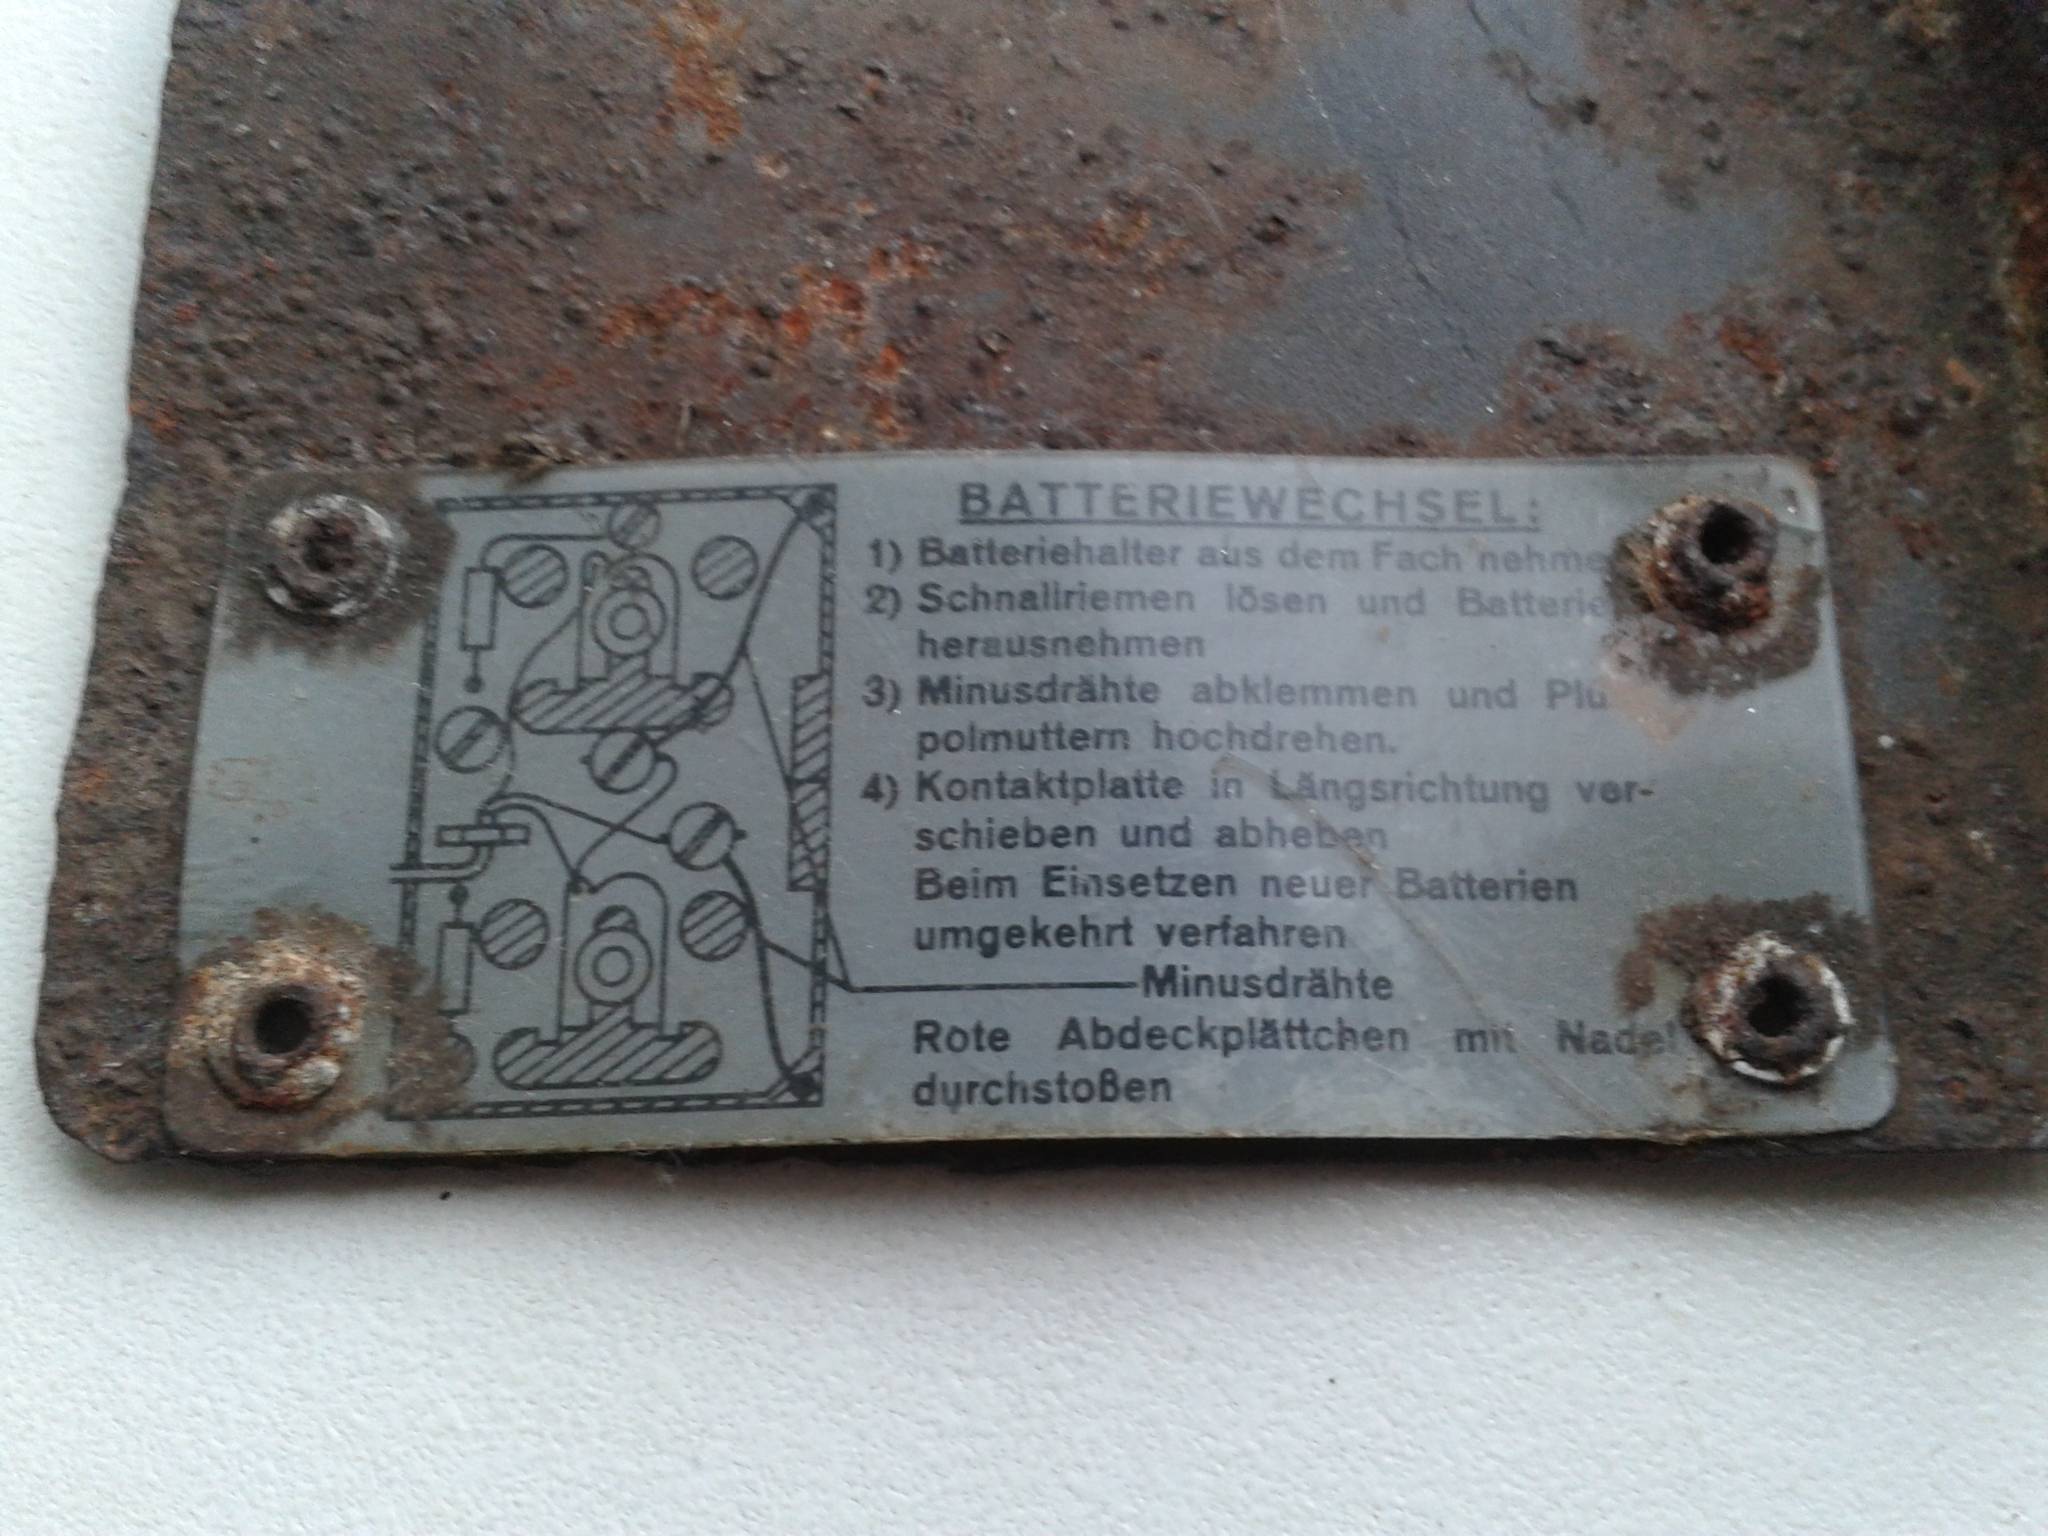 BATTERIEWECHSEL:
1) Batteriehalter aus dem Fach nehme
2) Schnallriemen lösen und Batterie
herausnehmen
3) Minusdrähte abklemmen und Plu
polmuttern hochdrehen.
4) Kontaktplatte in Längsrichtung ver-
schieben und abheben
Beim Einsetzen neuer Batterien
umgekehrt verfahren
Minusdrähte
Rote Abdeckplättchen mit Nadel
durchstoßen